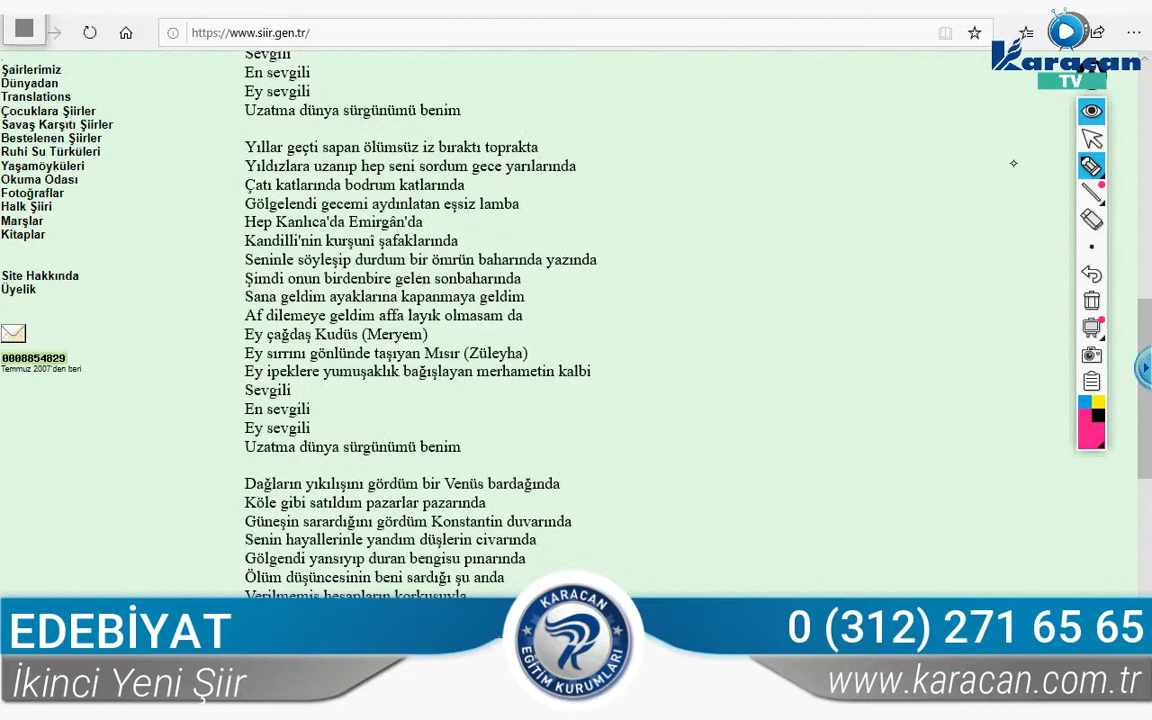 https://www.siir.gen.tr/
Karacan
TV
Şairlerimiz
Dünyadan
Translations
Çocuklara Şiirler
Savaş Karşıtı Şiirler
Bestelenen Şiirler
Ruhi Su Türküleri
Yaşamöyküleri
Okuma Odası
Fotoğraflar
Halk Şiiri
Marşlar
Kitaplar
Site Hakkında
Üyelik
0008854829
Temmuz 2007'den beri
Sevgili
En sevgili
Ey sevgili
Uzatma dünya sürgünümü benim
Yıllar geçti sapan ölümsüz iz bıraktı toprakta
Yıldızlara uzanıp hep seni sordum gece yarılarında
Çatı katlarında bodrum katlarında
Gölgelendi gecemi aydınlatan eşsiz lamba
Hep Kanlıca'da Emirgân'da
Kandilli'nin kurşunî şafaklarında
Seninle söyleşip durdum bir ömrün baharında yazında
Şimdi onun birdenbire gelen sonbaharında
Sana geldim ayaklarına kapanmaya geldim
Af dilemeye geldim affa layık olmasam da
Ey çağdaş Kudüs (Meryem)
Ey sırrını gönlünde taşıyan Mısır (Züleyha)
Ey ipeklere yumuşaklık bağışlayan merhametin kalbi
Sevgili
En sevgili
Ey sevgili
Uzatma dünya sürgünümü benim
Dağların yıkılışını gördüm bir Venüs bardağında
Köle gibi satıldım pazarlar pazarında
Güneşin sarardığını gördüm Konstantin duvarında
Senin hayallerinle yandım düşlerin civarında
Gölgendi yansıyıp duran bengisu pınarında
Ölüm düşüncesinin beni sardığı şu anda
Verilmemiş hesapların korkusuyla
EDEBİYAT
İkinci Yeni Şiir
KARACAN
EĞİTİM KURUMLARI
0 (312) 271 65 65
www.karacan.com.tr